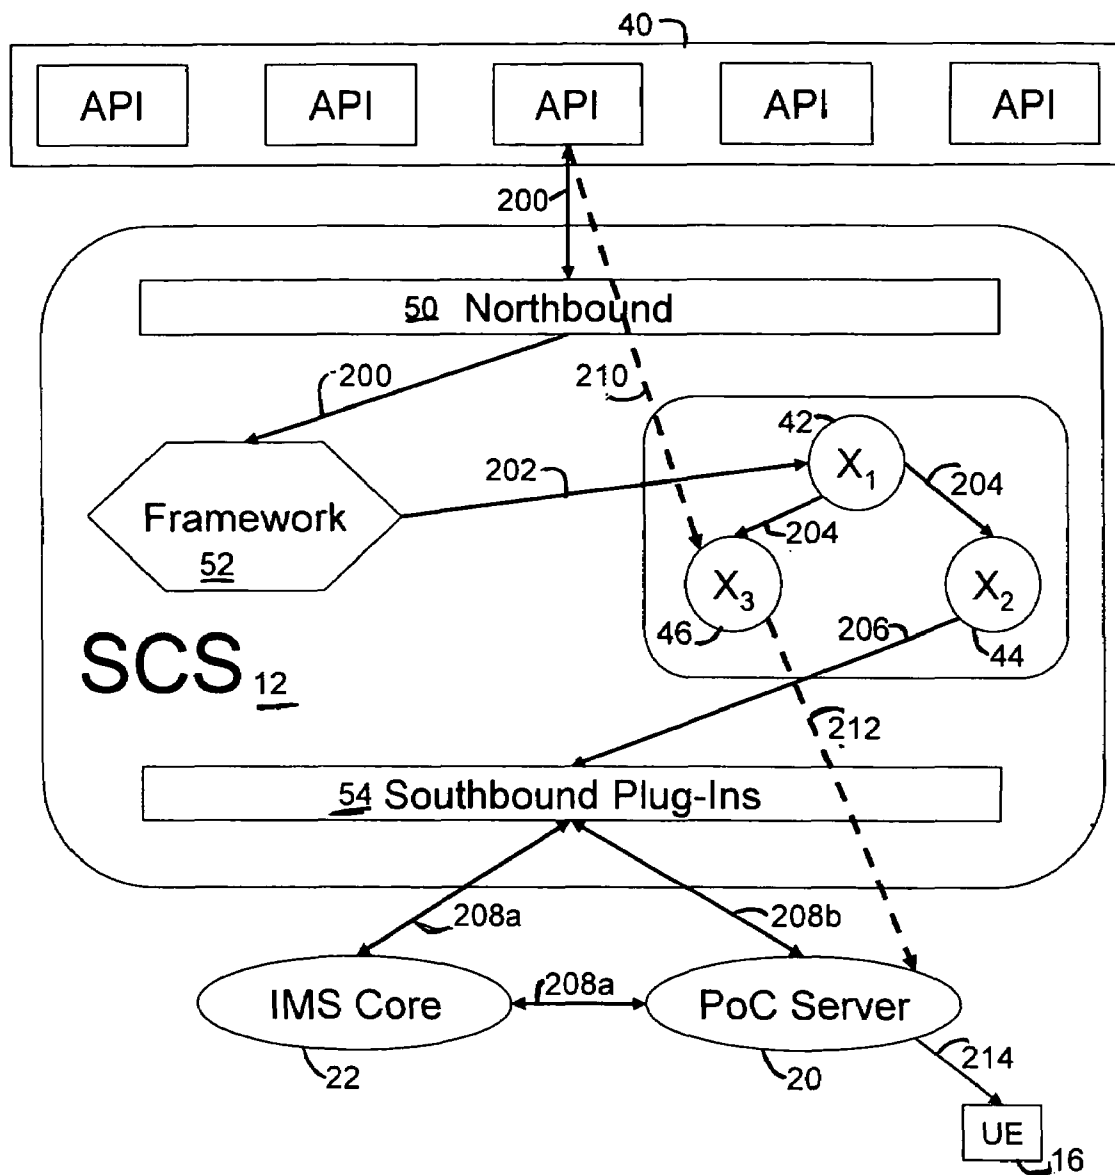 40
API API API API API
200
50 Northbound
200
210
42
X1
202
204
204
Framework
52
X3
X2
46
206
44
SCS 12
212
54 Southbound Plug-Ins
208a
208b
IMS Core
208a
PoC Server
22
20
214
UE
16